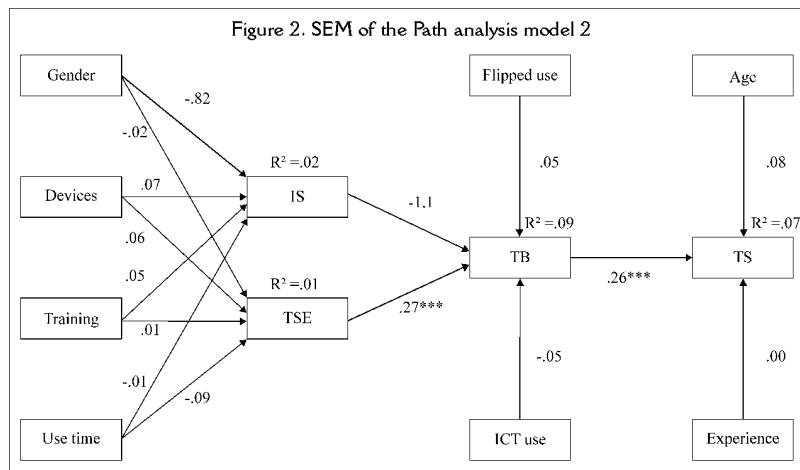 Figure 2. SEM of the Path analysis model 2
Gender
Flipped use
Age
-.82
-.02
R² =.02
.05
.08
Devices
.07
IS
-1.1
R² =.09
R² =.07
.06
TB
.26***
TS
.05
R² =.01
Training
.01
TSE
.27***
-.01
-.09
-.05
.00
Use time
ICT use
Experience